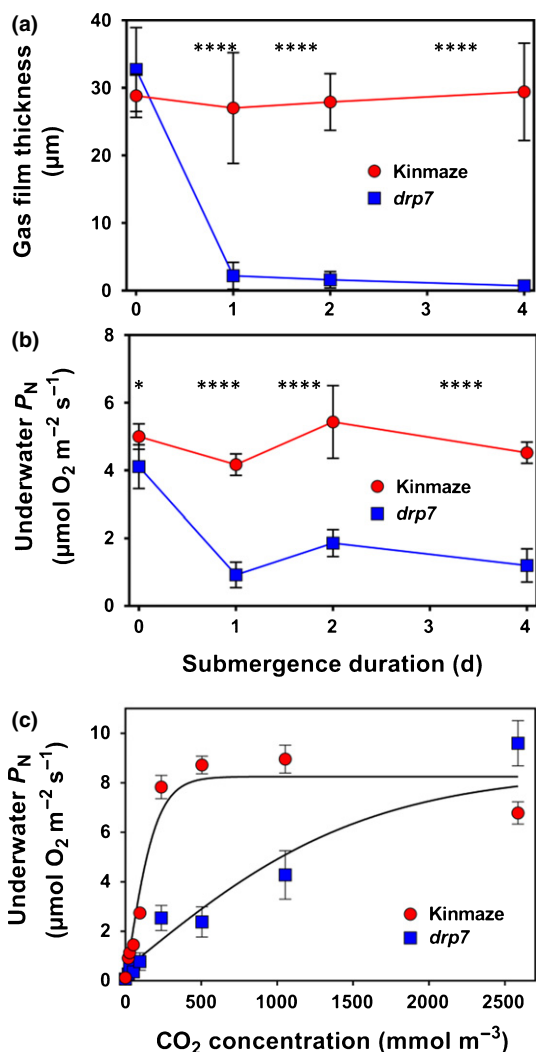 (a)
40
30
20
10
0
Gas film thickness
(μm)
**** **** ****
Kinmaze
drp7
0 1 2 3 4
(b)
8
6
4
2
0
Underwater PN
(μmol O2 m−2 s−1)
* **** **** ****
Kinmaze
drp7
0 1 2 3 4
Submergence duration (d)
(c)
10
8
6
4
2
0
Underwater PN
(μmol O2 m−2 s−1)
Kinmaze
drp7
0 500 1000 1500 2000 2500
CO2 concentration (mmol m−3)